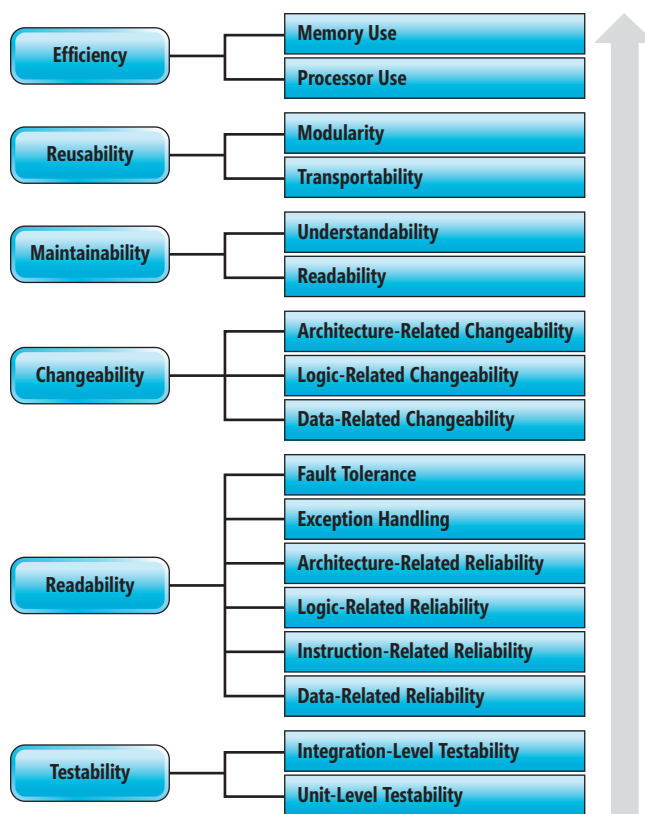 Efficiency
Memory Use
Processor Use
Reusability
Modularity
Transportability
Maintainability
Understandability
Readability
Changeability
Architecture-Related Changeability
Logic-Related Changeability
Data-Related Changeability
Readability
Fault Tolerance
Exception Handling
Architecture-Related Reliability
Logic-Related Reliability
Instruction-Related Reliability
Data-Related Reliability
Testability
Integration-Level Testability
Unit-Level Testability